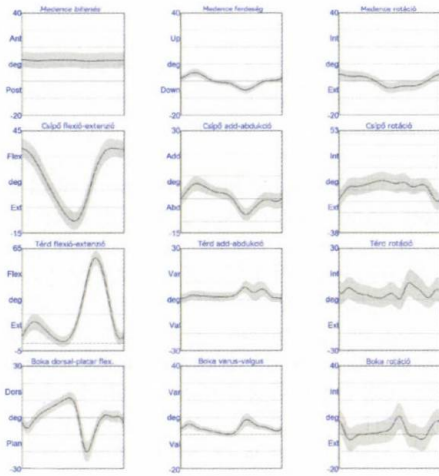 Medence billenés
40
Ant
deg
Post
-20
Medence ferdeség
40
Up
deg
Down
-20
Medence rotáció
40
Int
deg
Ext
-20
Csípő flexió-extenzió
45
Flex
deg
Ext
-15
Csípő add-abdukció
30
Add
deg
Abd
-30
Csípő rotáció
Int
deg
Ext
-30
Térd flexió-extenzió
65
Flex
deg
Ext
-5
Térd add-abdukció
30
Var
deg
Val
-30
Térd rotáció
30
Int
deg
Ext
-30
Boka dorsal-platar flex.
30
Dors
deg
Plan
-30
Boka varus-valgus
40
Var
deg
Val
-20
Boka rotáció
40
Int
deg
Ext
-20